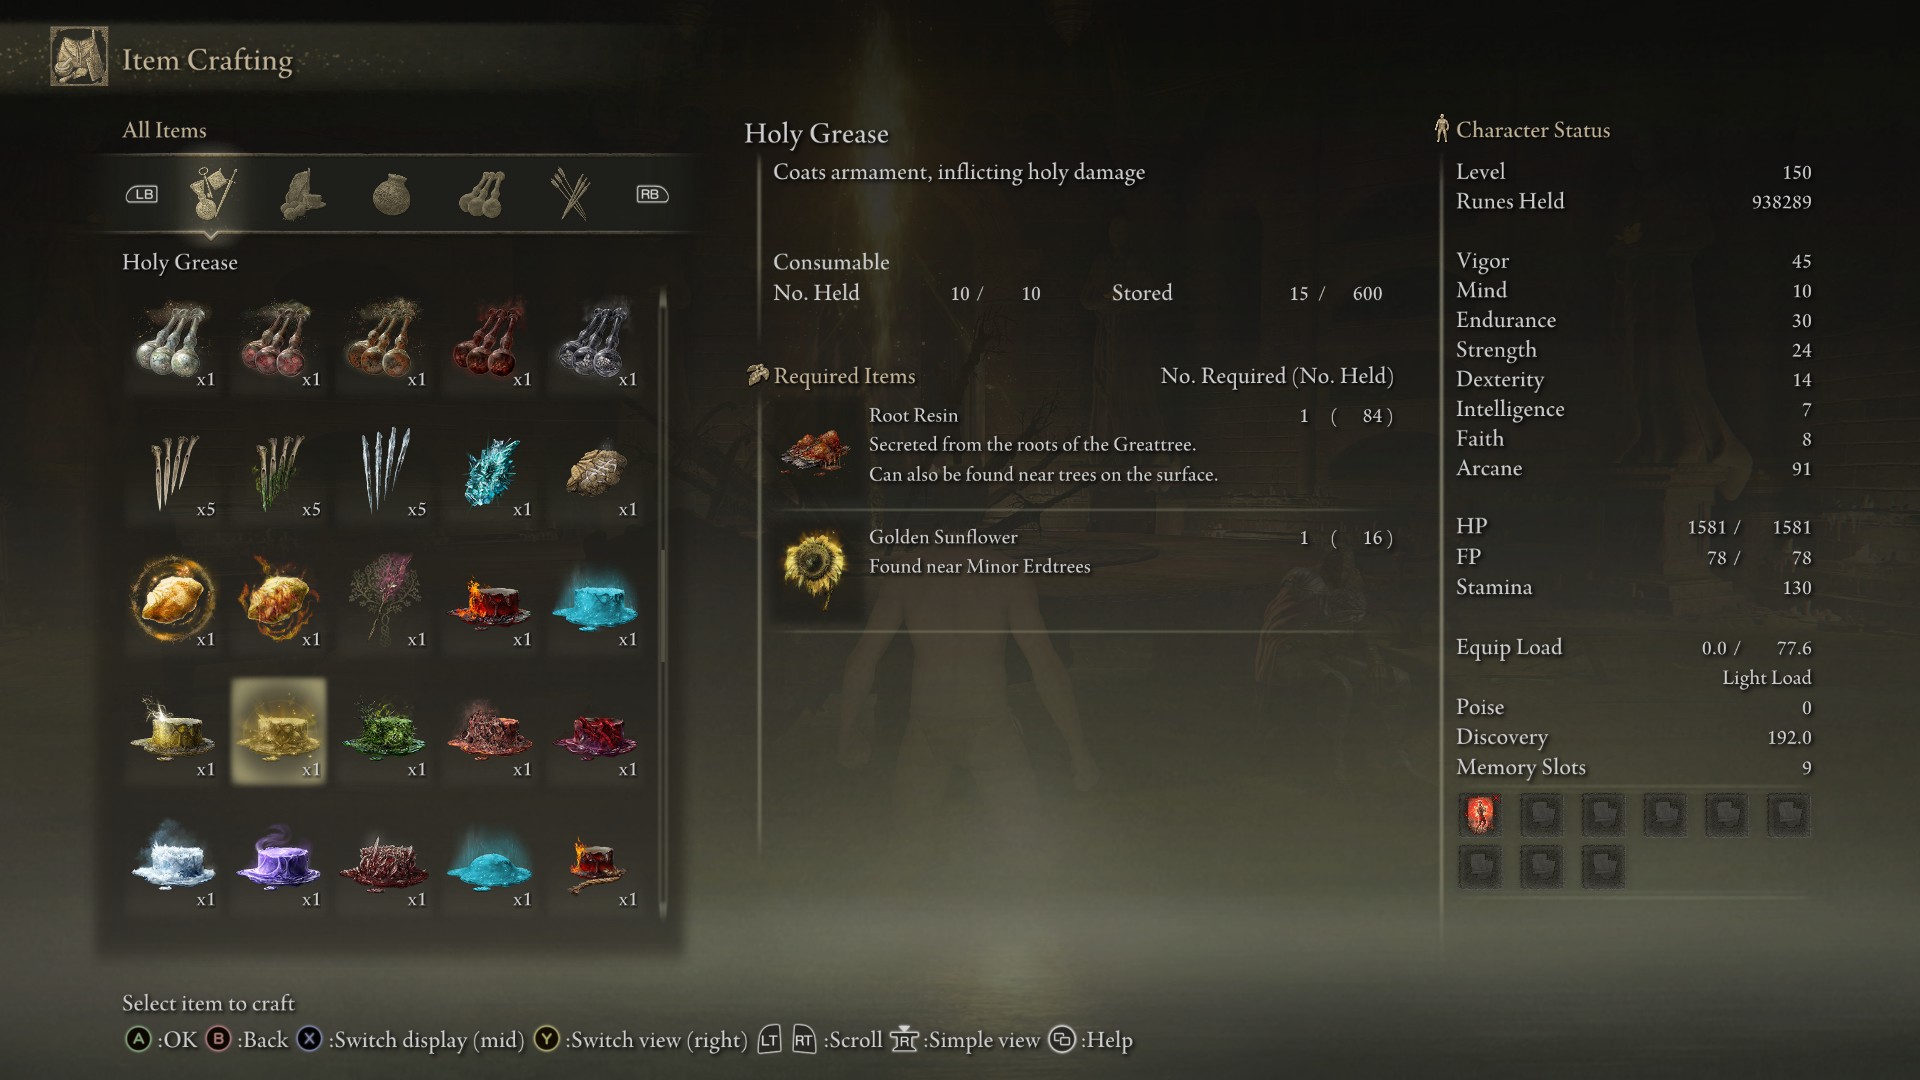 Item Crafting
All Items
LB
RB
Holy Grease
x1 x1 x1 x1 x1
x5 x5 x5 x1 x1
x1 x1 x1 x1 x1
x1 x1 x1 x1 x1
x1 x1 x1 x1 x1
Holy Grease
Coats armament, inflicting holy damage
Consumable
No. Held 10 / 10 Stored 15 / 600
Required Items No. Required (No. Held)
Root Resin 1 ( 84 )
Secreted from the roots of the Greattree.
Can also be found near trees on the surface.
Golden Sunflower 1 ( 16 )
Found near Minor Erdtrees
Character Status
Level 150
Runes Held 938289
Vigor 45
Mind 10
Endurance 30
Strength 24
Dexterity 14
Intelligence 7
Faith 8
Arcane 91
HP 1581 / 1581
FP 78 / 78
Stamina 130
Equip Load 0.0 / 77.6
Light Load
Poise 0
Discovery 192.0
Memory Slots 9
Select item to craft
A :OK B :Back X :Switch display (mid) Y :Switch view (right) LT RT :Scroll R :Simple view :Help